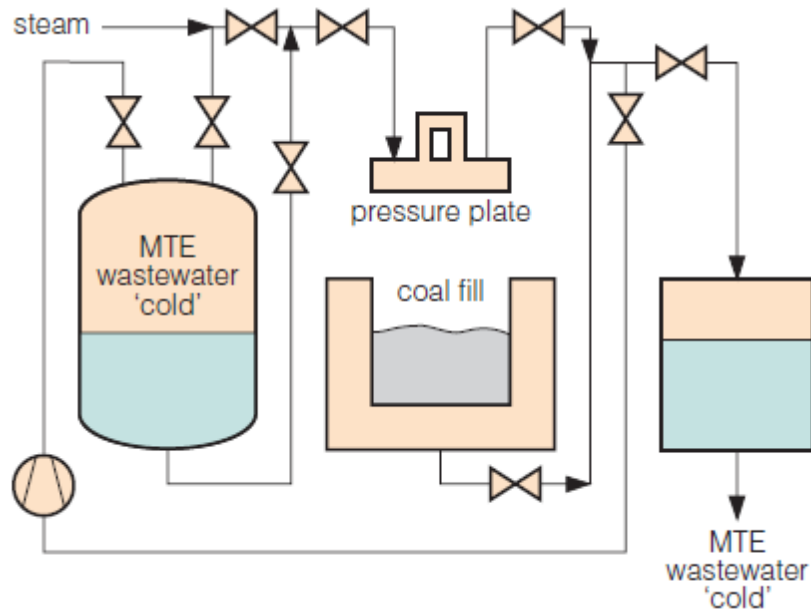 steam
pressure plate
MTE
wastewater
'cold'
coal fill
MTE
wastewater
'cold'